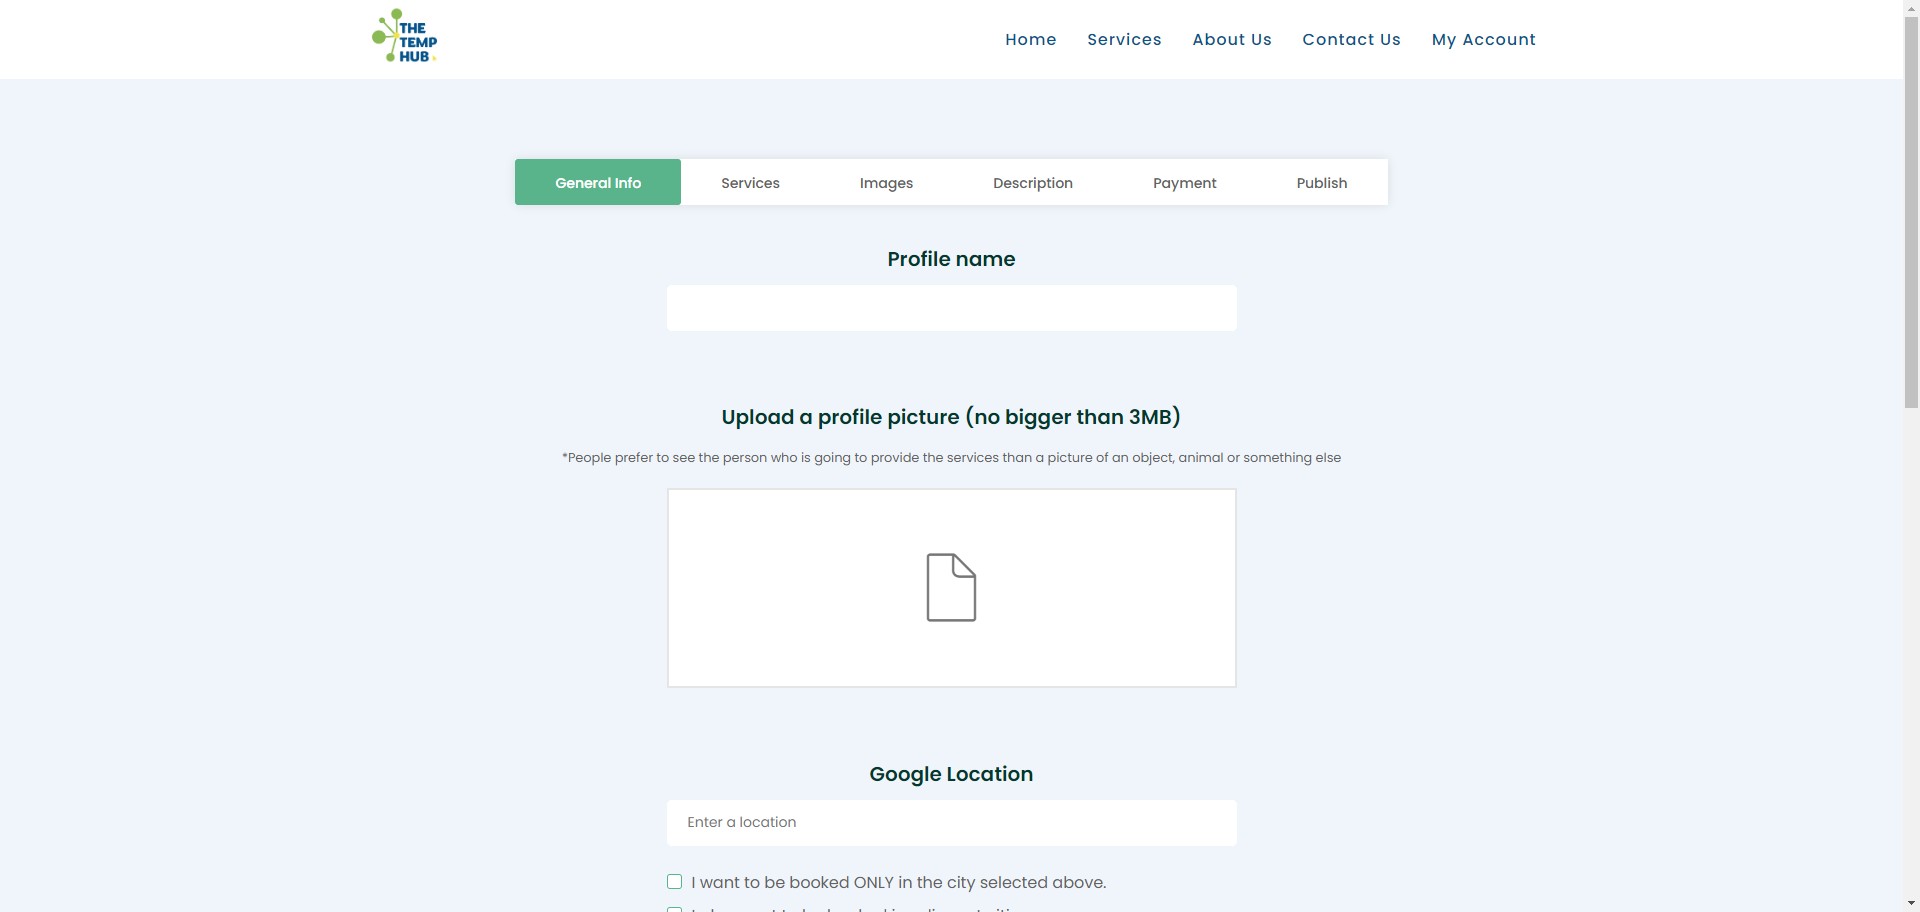 THE
TEMP
HUB
Home Services About Us Contact Us My Account
General Info Services Images Description Payment Publish
Profile name
Upload a profile picture (no bigger than 3MB)
*People prefer to see the person who is going to provide the services than a picture of an object, animal or something else
Google Location
Enter a location
I want to be booked ONLY in the city selected above.